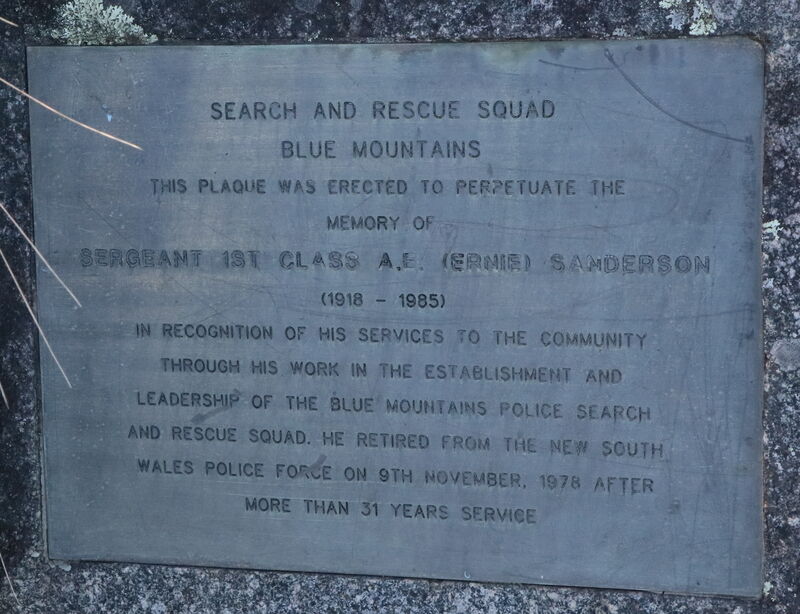 SEARCH AND RESCUE SQUAD
BLUE MOUNTAINS
THIS PLAQUE WAS ERECTED TO PERPETUATE THE
MEMORY OF
SERGEANT 1ST CLASS A.E. (ERNIE) SANDERSON
(1918 - 1985)
IN RECOGNITION OF HIS SERVICES TO THE COMMUNITY
THROUGH HIS WORK IN THE ESTABLISHMENT AND
LEADERSHIP OF THE BLUE MOUNTAINS POLICE SEARCH
AND RESCUE SQUAD. HE RETIRED FROM THE NEW SOUTH
WALES POLICE FORCE ON 9TH NOVEMBER, 1978 AFTER
MORE THAN 31 YEARS SERVICE